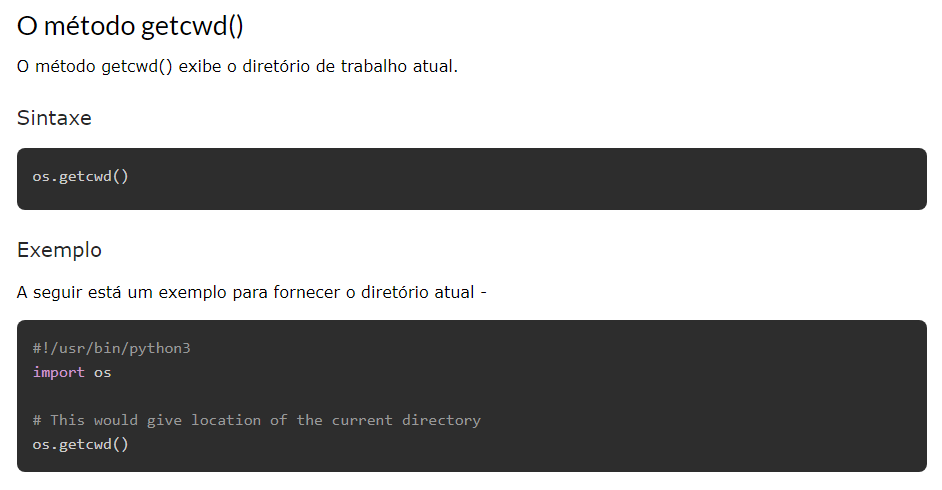 O método getcwd()
O método getcwd() exibe o diretório de trabalho atual.
Sintaxe
os.getcwd()
Exemplo
A seguir está um exemplo para fornecer o diretório atual -
#!/usr/bin/python3
import os
# This would give location of the current directory
os.getcwd()